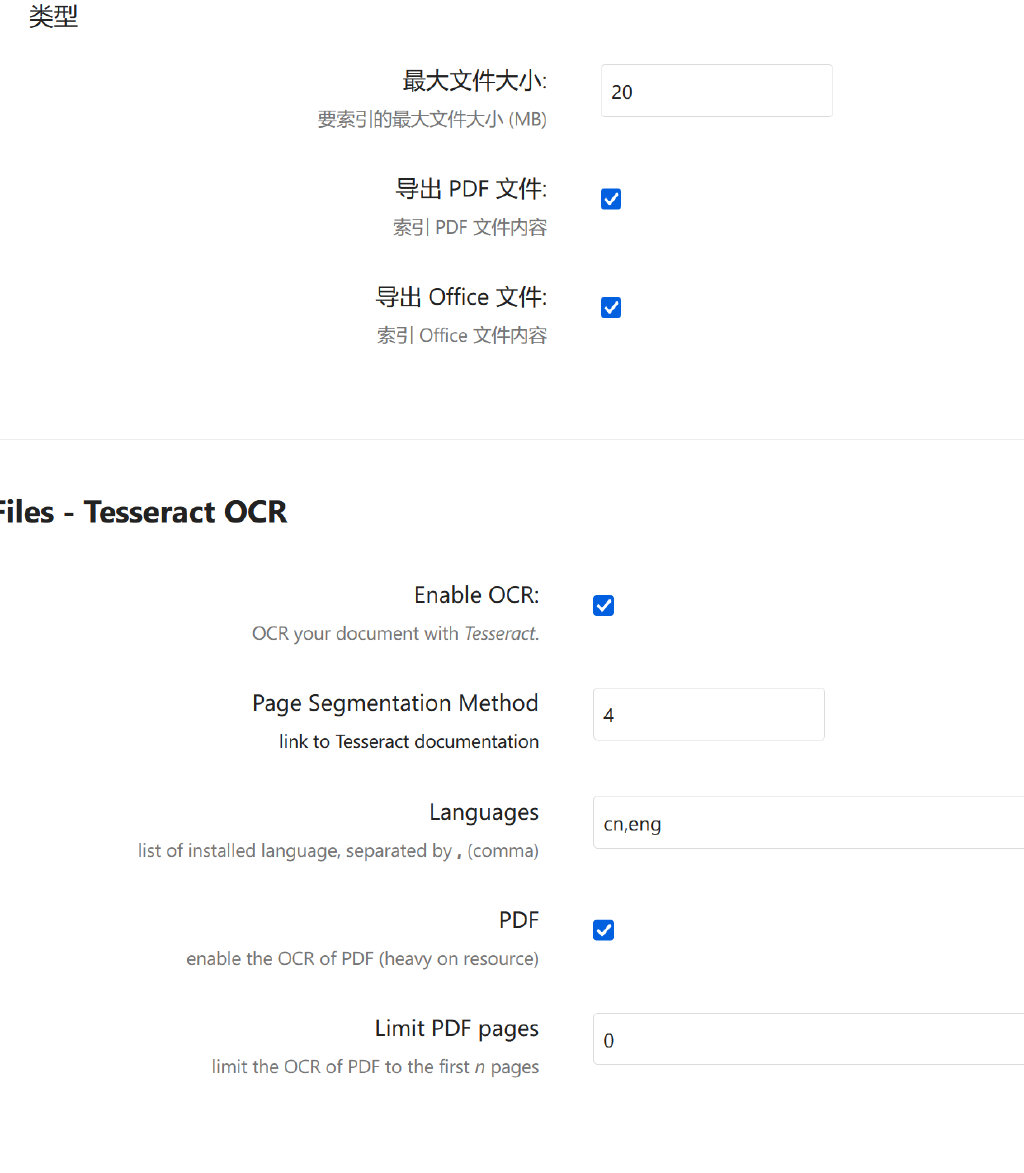 类型
最大文件大小:
20
要索引的最大文件大小 (MB)
导出 PDF 文件:
索引 PDF 文件内容
导出 Office 文件:
索引 Office 文件内容
Files - Tesseract OCR
Enable OCR:
OCR your document with Tesseract.
Page Segmentation Method
4
link to Tesseract documentation
Languages
cn,eng
list of installed language, separated by , (comma)
PDF
enable the OCR of PDF (heavy on resource)
Limit PDF pages
0
limit the OCR of PDF to the first n pages